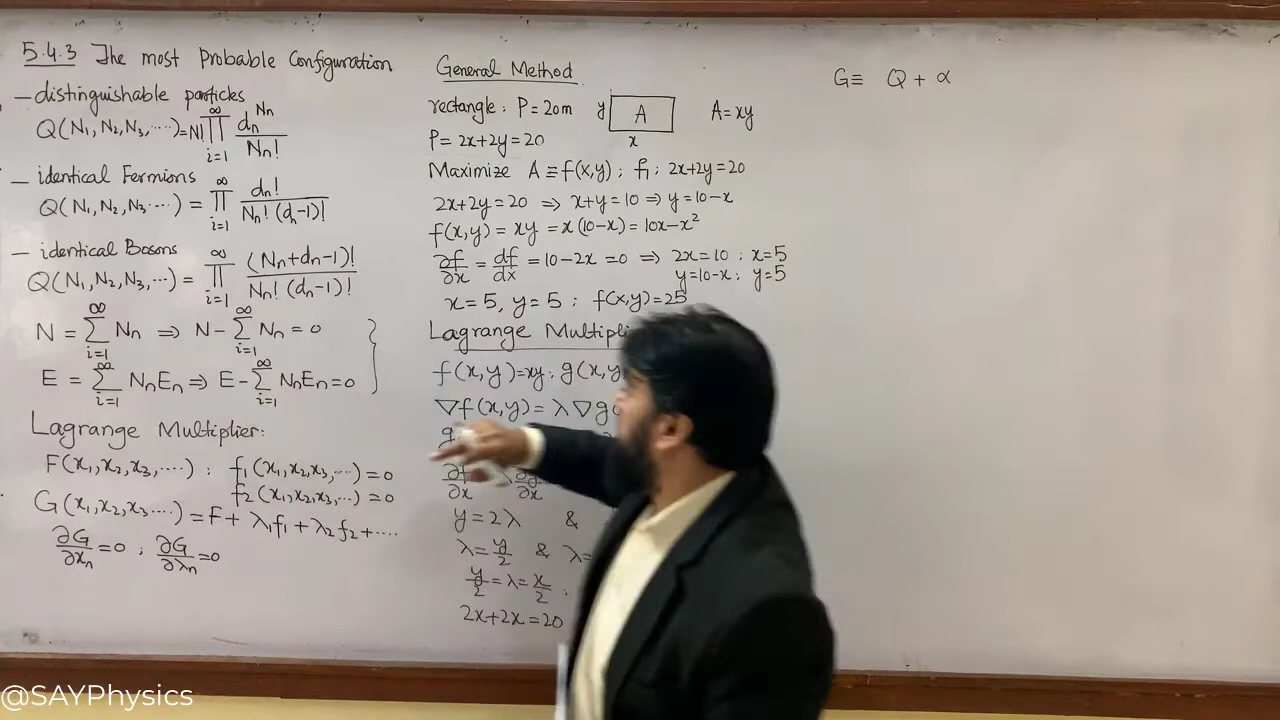 5.4.3 The most Probable Configuration
— distinguishable particles
Q(N₁, N₂, N₃, ....) = N! ∏_{i=1}^{∞} dₙ^{Nₙ} / Nₙ!
— identical Fermions
Q(N₁, N₂, N₃ ....) = ∏_{i=1}^{∞} dₙ! / Nₙ! (dₙ-1)!
— identical Bosons
Q(N₁, N₂, N₃, ...) = ∏_{i=1}^{∞} (Nₙ+dₙ-1)! / Nₙ! (dₙ-1)!
N = ∑_{i=1}^{∞} Nₙ ⇒ N - ∑_{i=1}^{∞} Nₙ = 0
E = ∑_{i=1}^{∞} NₙEₙ ⇒ E - ∑_{i=1}^{∞} NₙEₙ = 0 }
Lagrange Multiplier:
F(x₁, x₂, x₃, ....) ; f₁(x₁, x₂, x₃, ...) = 0
f₂(x₁, x₂, x₃, ...) = 0
G(x₁, x₂, x₃ ....) = F + λ₁f₁ + λ₂f₂ + ....
∂G/∂xₙ = 0 ; ∂G/∂λₙ = 0
General Method
rectangle: P = 20m y A A = xy
P = 2x+2y = 20 x
Maximize A ≡ f(x,y) ; f₁; 2x+2y = 20
2x+2y = 20 ⇒ x+y = 10 ⇒ y = 10-x
f(x,y) = xy = x(10-x) = 10x-x²
∂f/∂x = df/dx = 10-2x = 0 ⇒ 2x = 10 ; x = 5
y = 10-x ; y = 5
x = 5, y = 5 ; f(x,y) = 25
Lagrange
f(x,y) = xy ; g(x,y
∇f(x,y) = λ∇g
g
∂f/∂x λ ∂g/∂x
y = 2λ &
λ = y/2 & λ =
y/2 = λ = x/2 ;
2x+2x = 20
G ≡ Q + α
@SAYPhysics